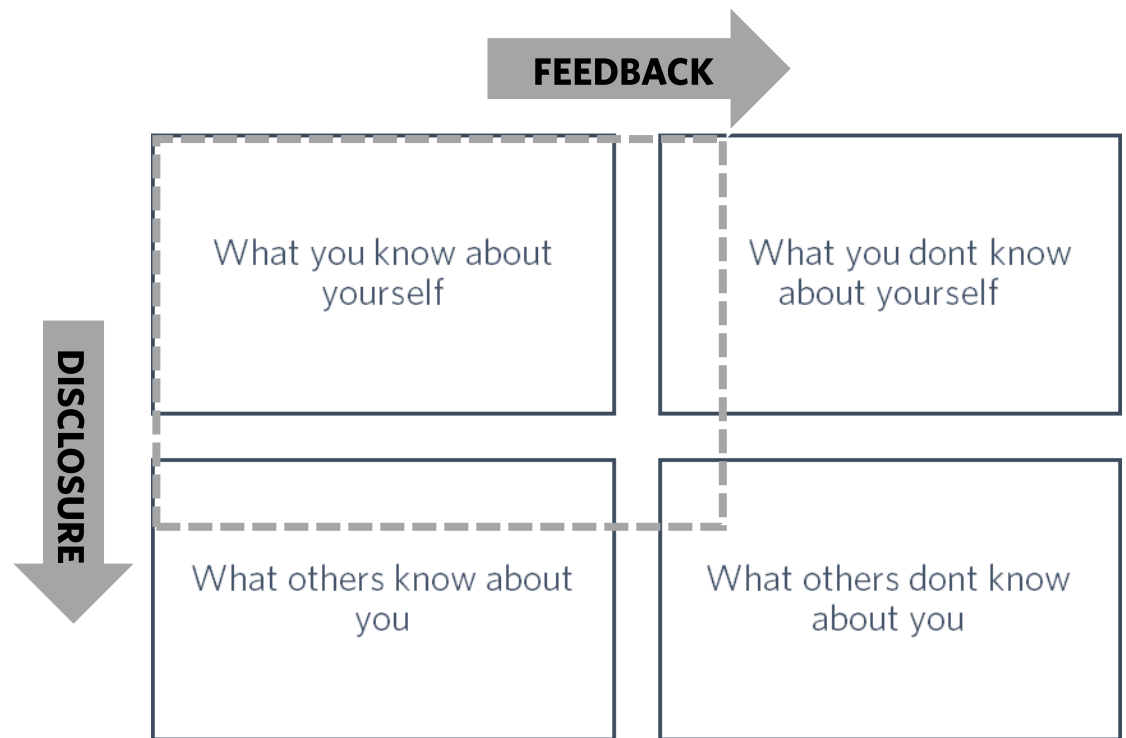 FEEDBACK
What you know about
yourself
What you dont know
about yourself
DISCLOSURE
What others know about
you
What others dont know
about you